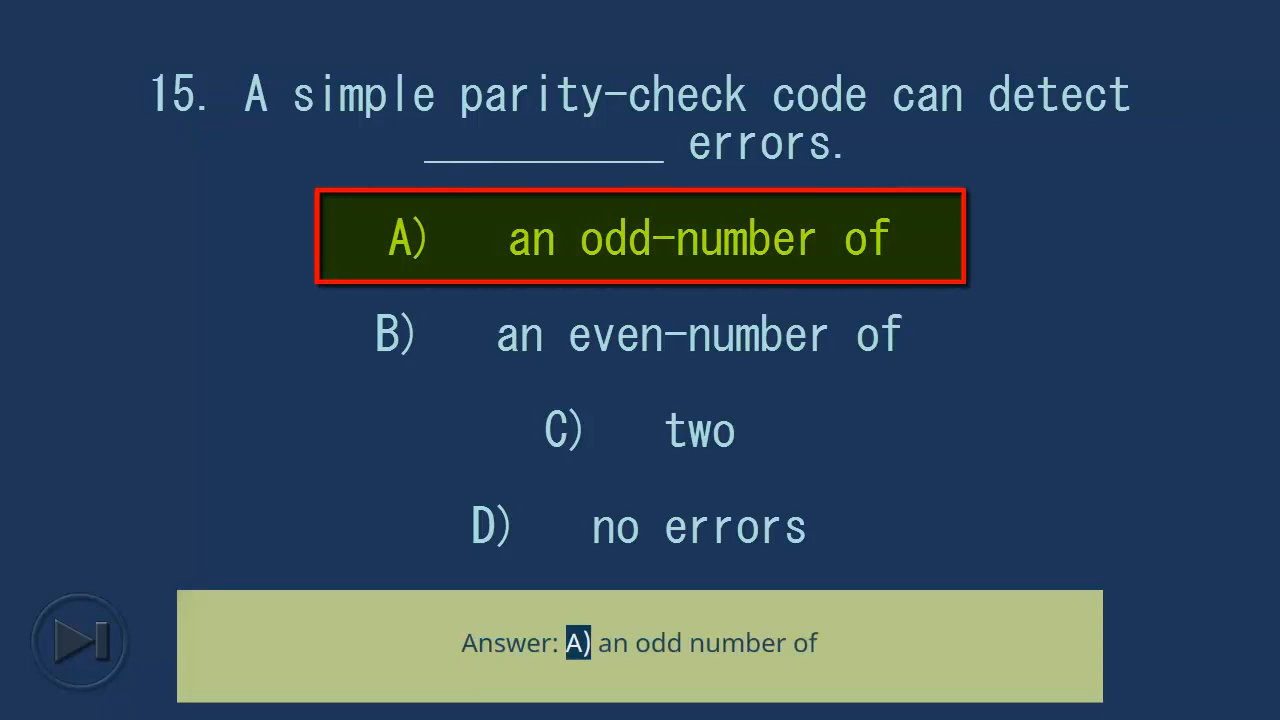 15. A simple parity-check code can detect
__________ errors.
A) an odd-number of
B) an even-number of
C) two
D) no errors
Answer: A) an odd number of